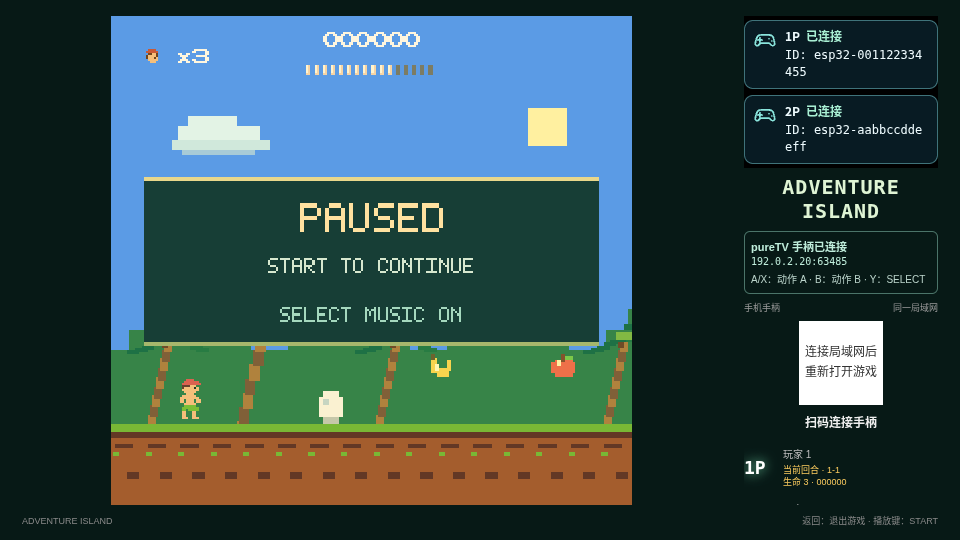 x3
000000
PAUSED
START TO CONTINUE
SELECT MUSIC ON
1P 已连接
ID: esp32-001122334
455
2P 已连接
ID: esp32-aabbccdde
eff
ADVENTURE
ISLAND
pureTV 手柄已连接
192.0.2.20:63485
A/X: 动作 A · B: 动作 B · Y: SELECT
手机手柄 同一局域网
连接局域网后
重新打开游戏
扫码连接手柄
1P
玩家 1
当前回合 · 1-1
生命 3 · 000000
ADVENTURE ISLAND
返回: 退出游戏 · 播放键: START